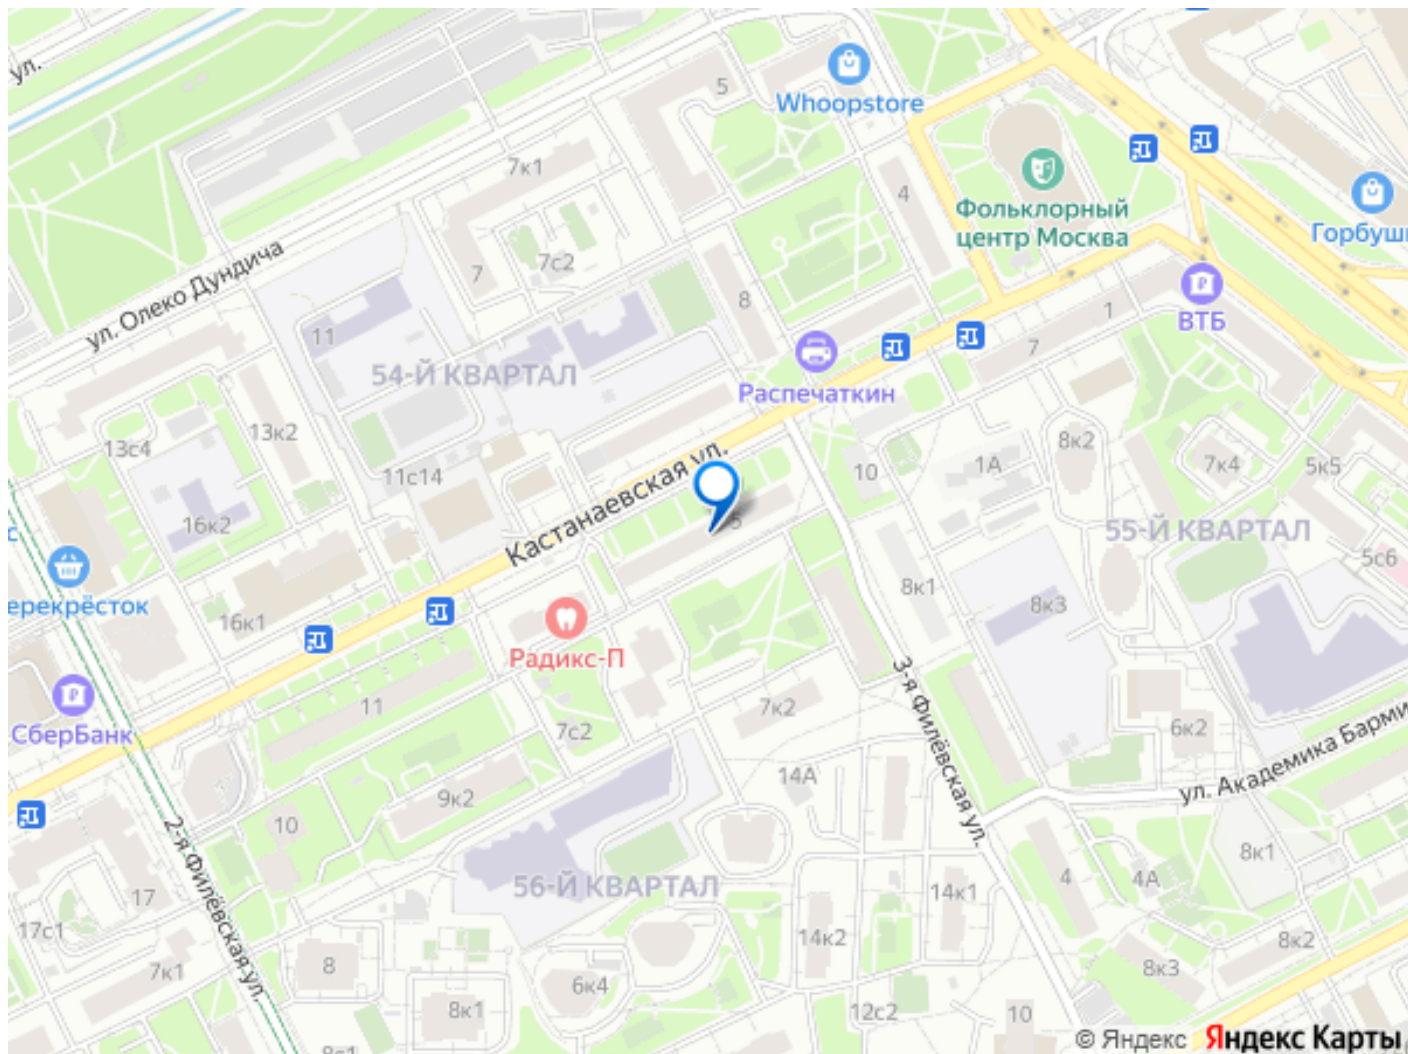 ул.
5
Whoopstore
7к1
4
Фольклорный
центр Москва
Горбуш
ул. Олеко Дундича
7с2
7
8
ВТБ
1
11
7
54-Й КВАРТАЛ
Распечаткин
13к2
13с4
8к2
11с14
Кастанаевская ул.
10
1А
7к4
5к5
16к2
5
55-Й КВАРТАЛ
с
5с6
ерекрёсток
8к1
8к3
16к1
Радикс-П
3-я Филёвская ул.
СберБанк
11
7с2
7к2
6к2
ул. Академика Барми
14А
9к2
2-я Филёвская ул.
10
8к1
56-Й КВАРТАЛ
17
14к1
4
4А
17с1
14к2
8к2
7к1
8
6к4
8к3
8к1
12с2
10
8с1
© Яндекс Яндекс Карты